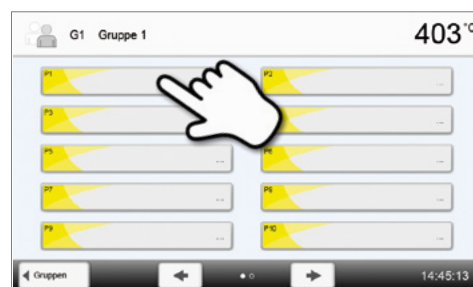 G1 Gruppe 1
403 °C
P1
P2 ...
P3
...
P5 ...
P6 ...
P7 ...
P8 ...
P9 ...
P10 ...
Gruppen
14:45:13